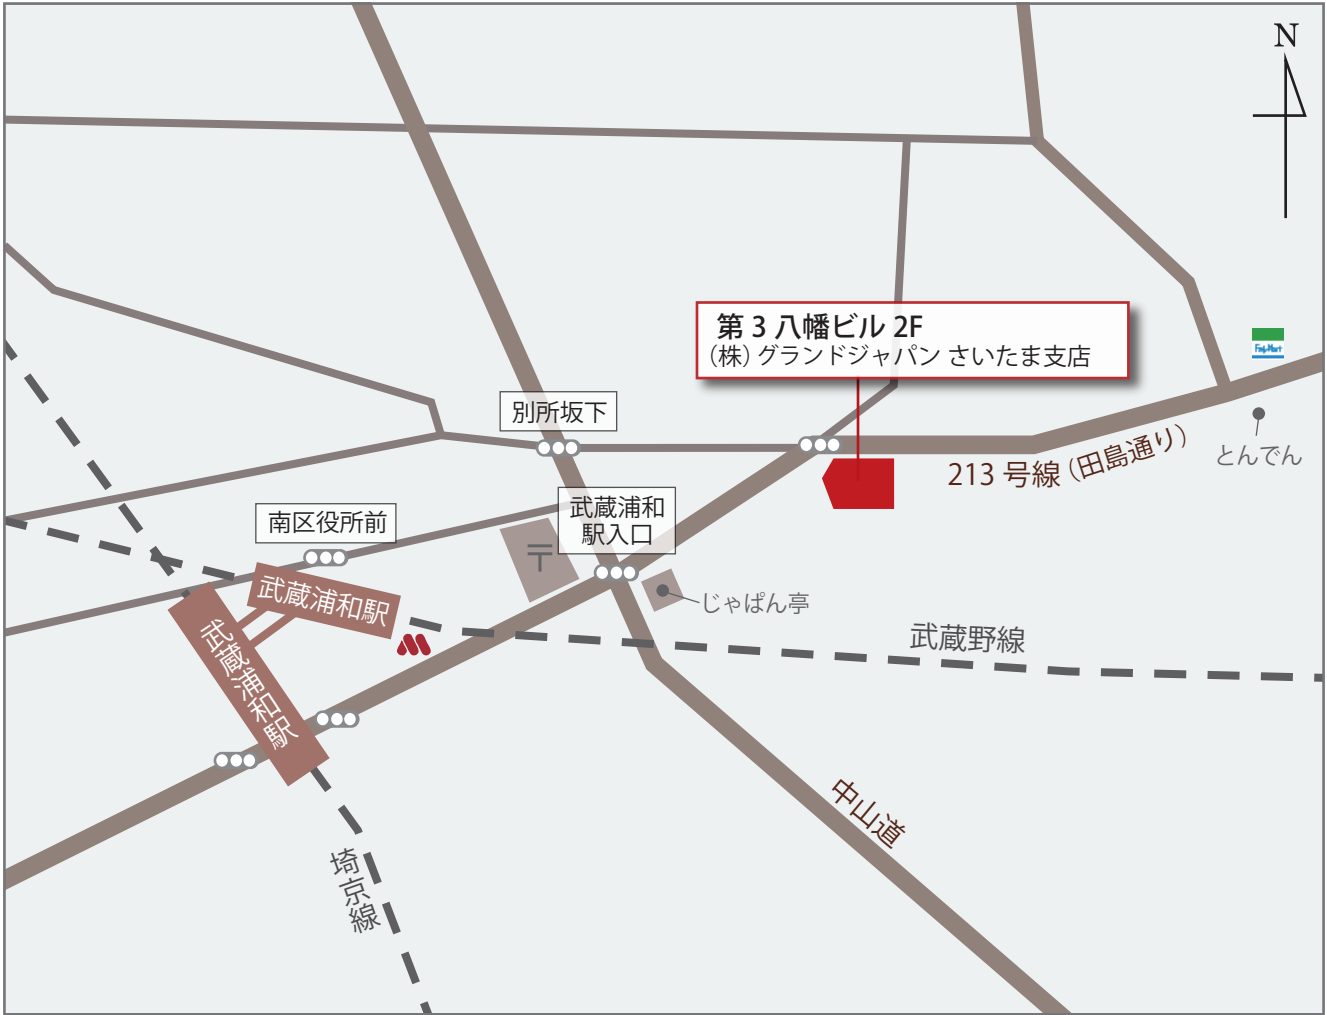 N
第 3 八幡ビル 2F
(株) グランドジャパン さいたま支店
FamilyMart
別所坂下
とんでん
213 号線 (田島通り)
武蔵浦和
駅入口
南区役所前
〒
武蔵浦和駅
じゃぱん亭
武蔵浦和駅
武蔵野線
中山道
埼京線